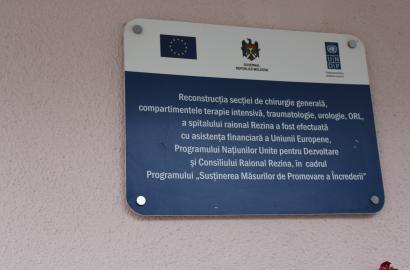 GUVERNUL
REPUBLICII MOLDOVA
U N
D P
Reconstrucția secției de chirurgie generală,
compartimentele terapie intensivă, traumatologie, urologie, ORL,
a spitalului raional Rezina a fost efectuată
cu asistența financiară a Uniunii Europene,
Programului Națiunilor Unite pentru Dezvoltare
și Consiliului Raional Rezina, în cadrul
Programului „Susținerea Măsurilor de Promovare a Încrederii"